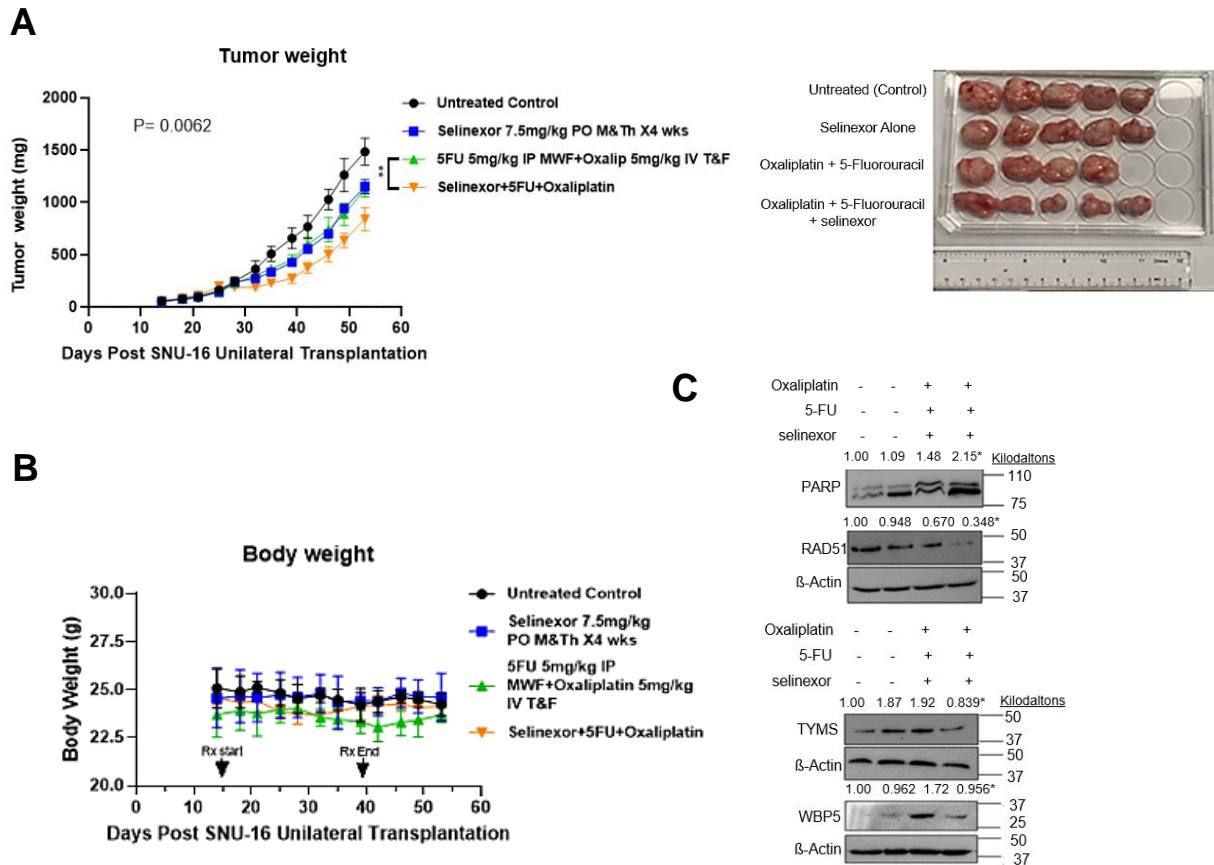 A
Tumor weight
P= 0.0062
Tumor weight (mg)
2000
1500
1000
500
0
0 10 20 30 40 50 60
Days Post SNU-16 Unilateral Transplantation
Untreated Control
Selinexor 7.5mg/kg PO M&Th X4 wks
5FU 5mg/kg IP MWF+Oxalip 5mg/kg IV T&F
Selinexor+5FU+Oxaliplatin
**
Untreated (Control)
Selinexor Alone
Oxaliplatin + 5-Fluorouracil
Oxaliplatin + 5-Fluorouracil
+ selinexor
6 7 8 9 10 11 12
B
Body weight
Body Weight (g)
30.0
27.5
25.0
22.5
20.0
Rx start
Rx End
0 10 20 30 40 50 60
Days Post SNU-16 Unilateral Transplantation
Untreated Control
Selinexor 7.5mg/kg
PO M&Th X4 wks
5FU 5mg/kg IP
MWF+Oxaliplatin 5mg/kg
IV T&F
Selinexor+5FU+Oxaliplatin
C
Oxaliplatin - - + +
5-FU - - + +
selinexor - - + +
1.00 1.09 1.48 2.15* Kilodaltons
PARP
110
75
1.00 0.948 0.670 0.348*
RAD51
50
37
ß-Actin
50
37
Oxaliplatin - - + +
5-FU - - + +
selinexor - - + +
1.00 1.87 1.92 0.839* Kilodaltons
TYMS
50
37
ß-Actin
50
37
1.00 0.962 1.72 0.956*
WBP5
37
25
ß-Actin
50
37